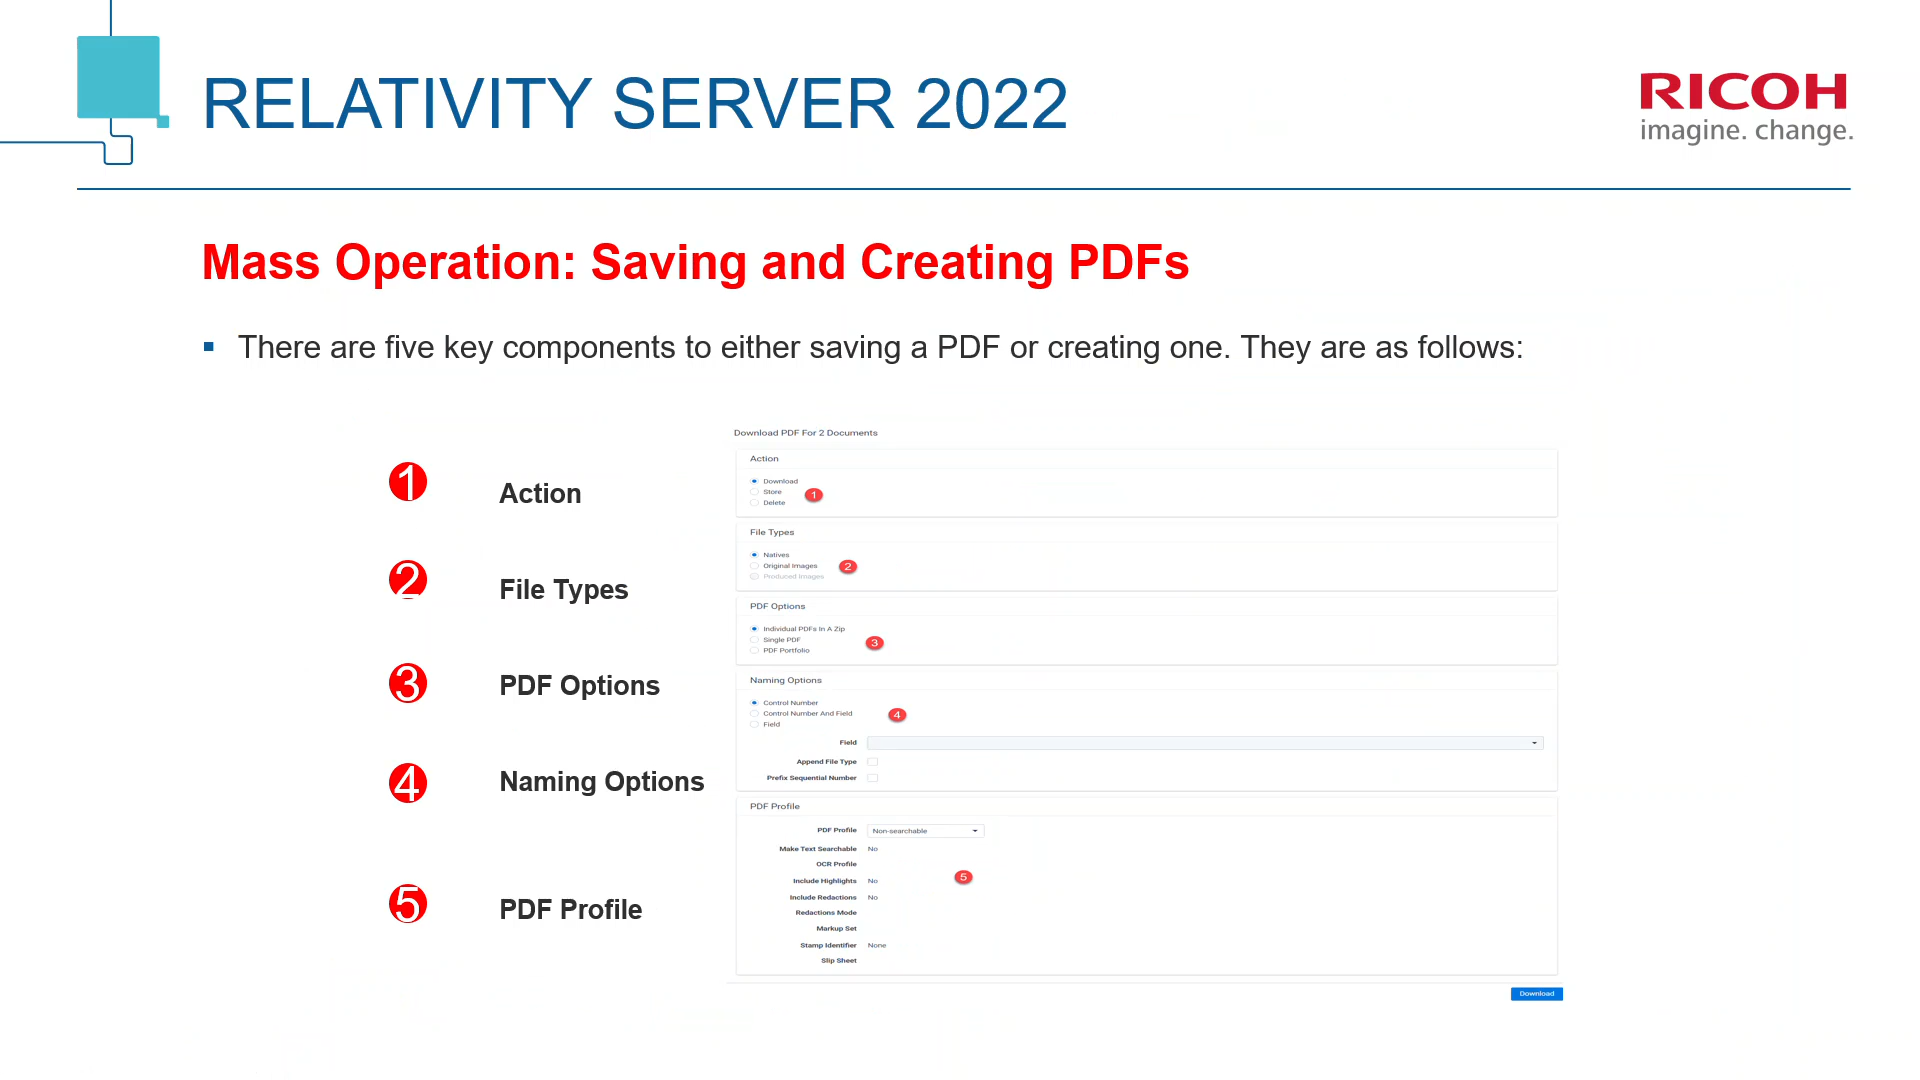 RELATIVITY SERVER 2022
RICOH
imagine. change.
Mass Operation: Saving and Creating PDFs
There are five key components to either saving a PDF or creating one. They are as follows:
1 Action
2 File Types
3 PDF Options
4 Naming Options
5 PDF Profile
Download PDF For 2 Documents
Action
Download
Store
Delete
1
File Types
Natives
Original Images
Produced Images
2
PDF Options
Individual PDFs In A Zip
Single PDF
PDF Portfolio
3
Naming Options
Control Number
Control Number And Field
Field
4
Field
Append File Type
Prefix Sequential Number
PDF Profile
PDF Profile Non-searchable
Make Text Searchable No
OCR Profile
Include Highlights No
5
Include Redactions No
Redactions Mode
Markup Set
Stamp Identifier None
Slip Sheet
Download